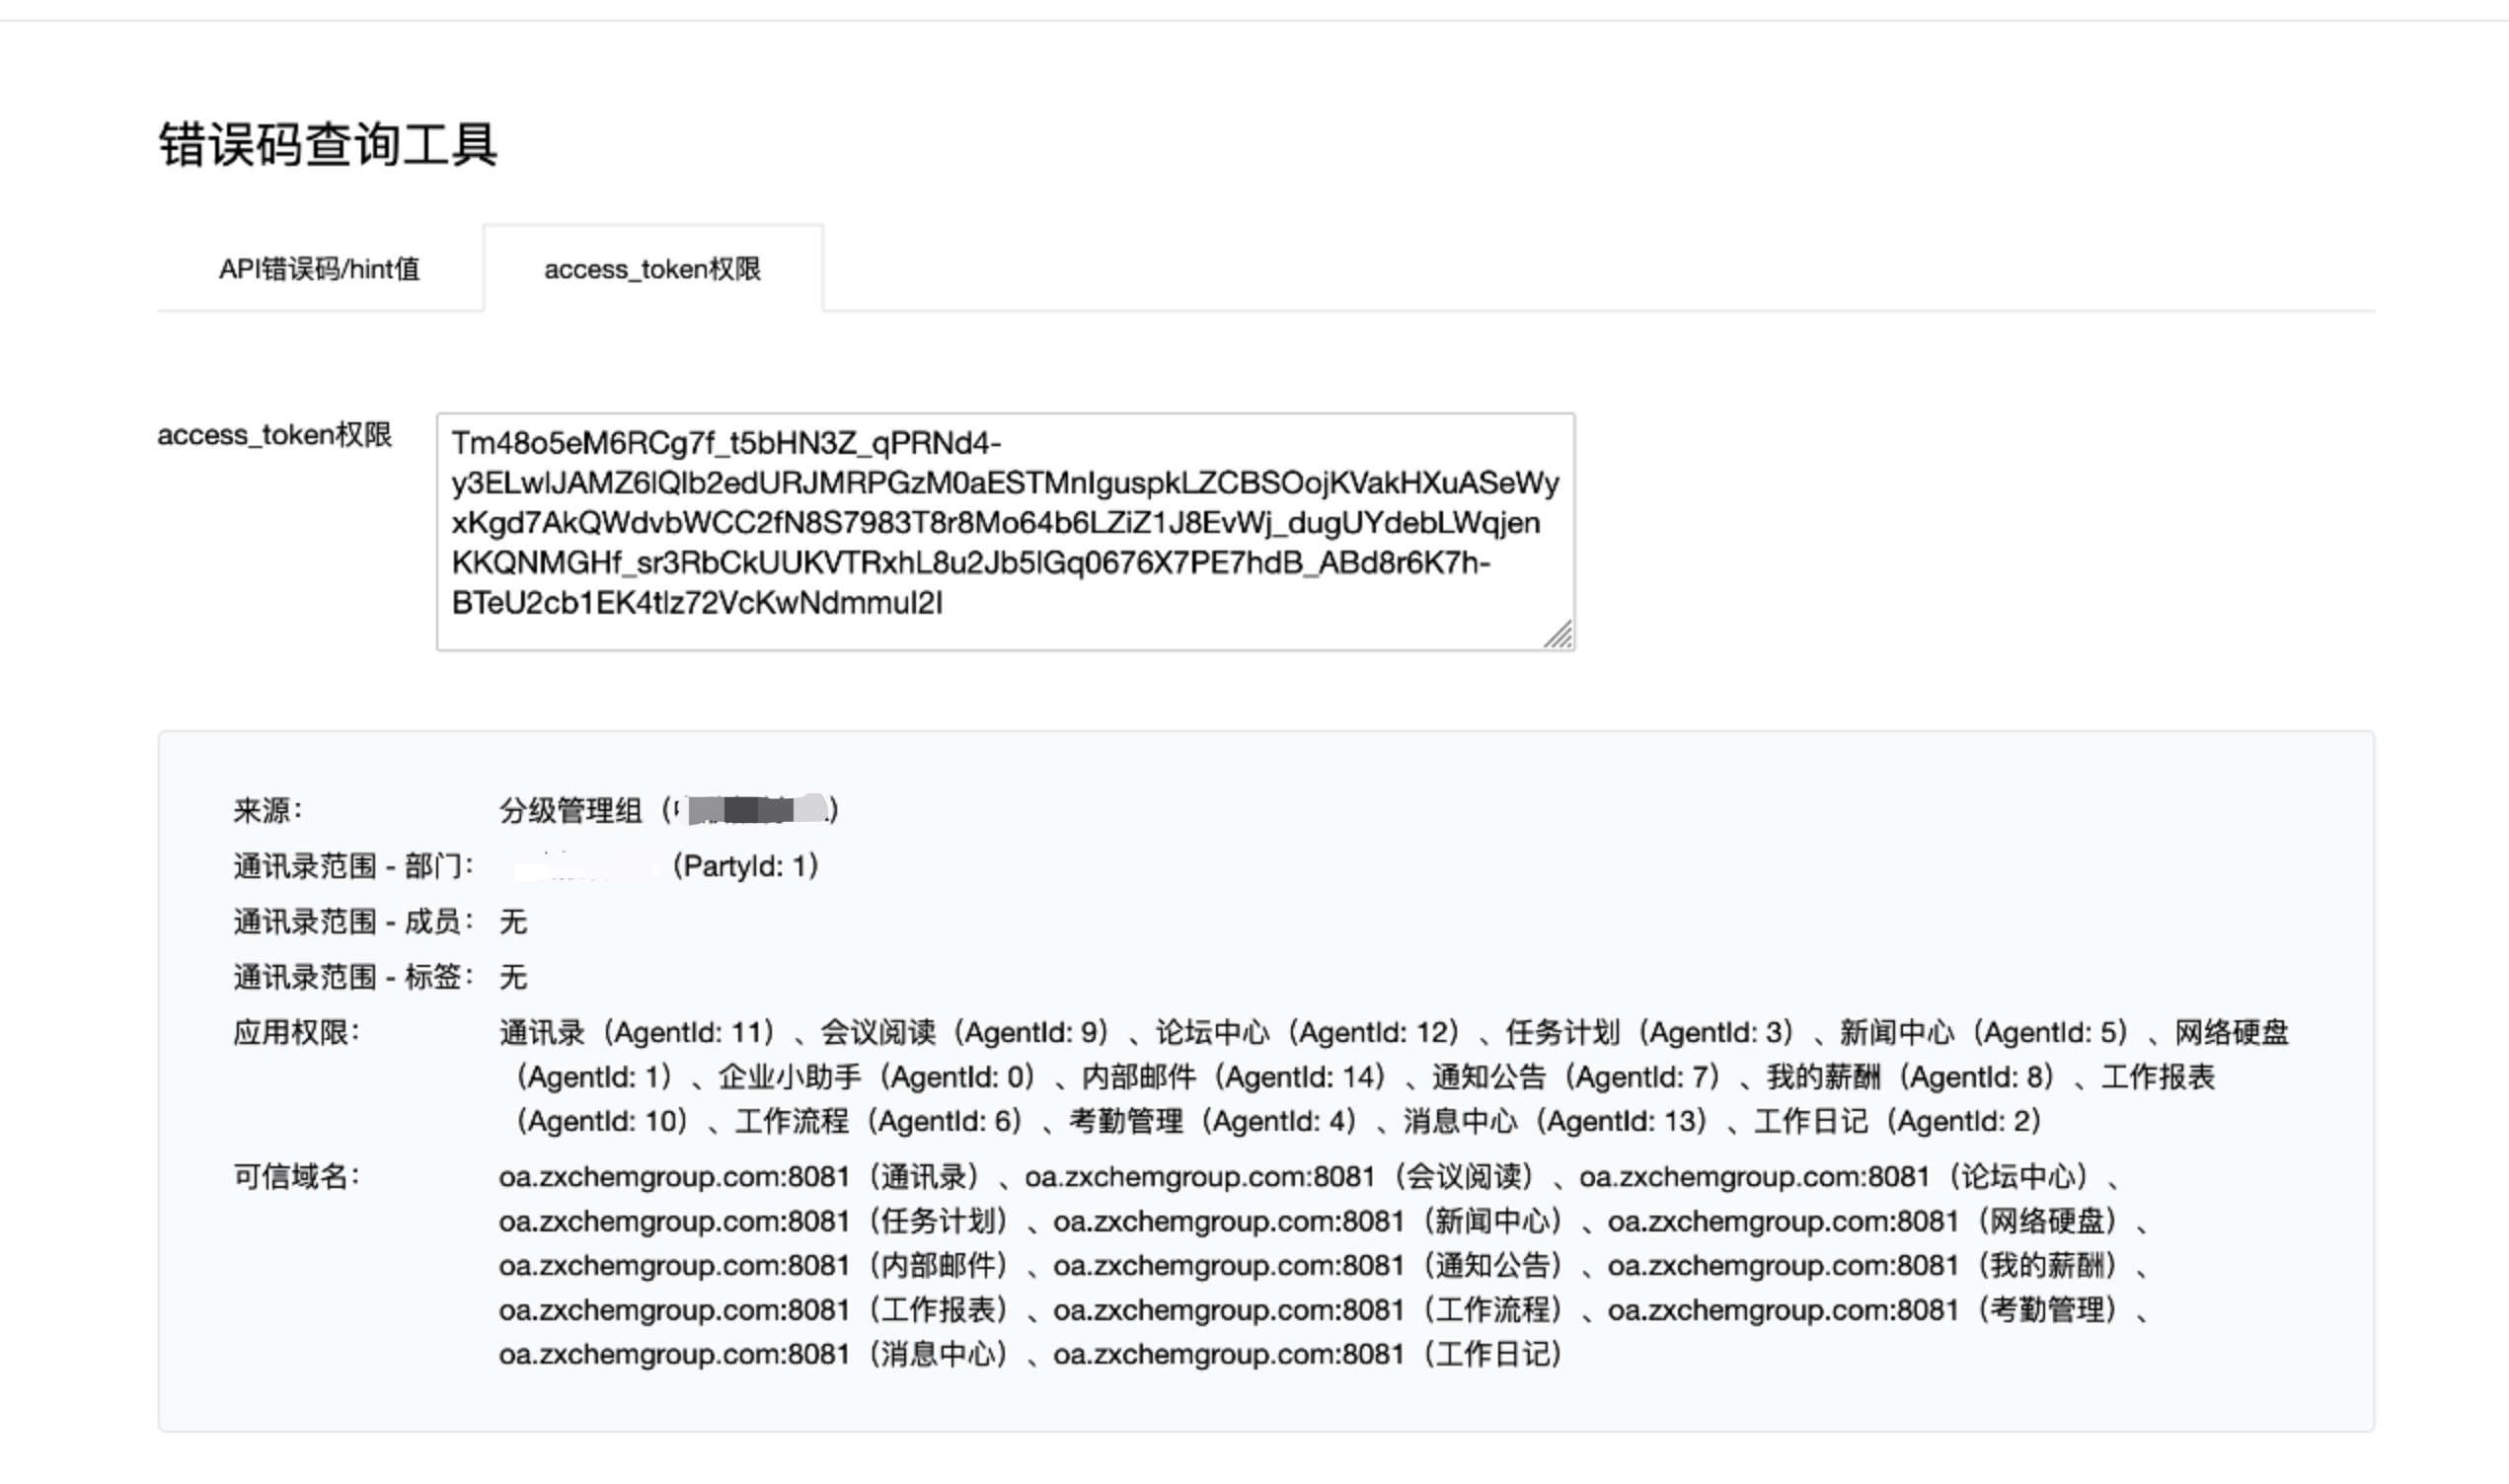 错误码查询工具
API错误码/hint值
access_token权限
access_token权限
Tm48o5eM6RCg7f_t5bHN3Z_qPRNd4-
y3ELwlJAMZ6lQlb2edURJMRPGzM0aESTMnIguspkLZCBSOojKVakHXuASeWy
xKgd7AkQWdvbWCC2fN8S7983T8r8Mo64b6LZiZ1J8EvWj_dugUYdebLWqjen
KKQNMGHf_sr3RbCkUUKVTRxhL8u2Jb5lGq0676X7PE7hdB_ABd8r6K7h-
BTeU2cb1EK4tlz72VcKwNdmmuI2I
来源： 分级管理组（）
通讯录范围 - 部门： （PartyId: 1）
通讯录范围 - 成员： 无
通讯录范围 - 标签： 无
应用权限： 通讯录（AgentId: 11）、会议阅读（AgentId: 9）、论坛中心（AgentId: 12）、任务计划（AgentId: 3）、新闻中心（AgentId: 5）、网络硬盘
（AgentId: 1）、企业小助手（AgentId: 0）、内部邮件（AgentId: 14）、通知公告（AgentId: 7）、我的薪酬（AgentId: 8）、工作报表
（AgentId: 10）、工作流程（AgentId: 6）、考勤管理（AgentId: 4）、消息中心（AgentId: 13）、工作日记（AgentId: 2）
可信域名： oa.zxchemgroup.com:8081（通讯录）、oa.zxchemgroup.com:8081（会议阅读）、oa.zxchemgroup.com:8081（论坛中心）、
oa.zxchemgroup.com:8081（任务计划）、oa.zxchemgroup.com:8081（新闻中心）、oa.zxchemgroup.com:8081（网络硬盘）、
oa.zxchemgroup.com:8081（内部邮件）、oa.zxchemgroup.com:8081（通知公告）、oa.zxchemgroup.com:8081（我的薪酬）、
oa.zxchemgroup.com:8081（工作报表）、oa.zxchemgroup.com:8081（工作流程）、oa.zxchemgroup.com:8081（考勤管理）、
oa.zxchemgroup.com:8081（消息中心）、oa.zxchemgroup.com:8081（工作日记）